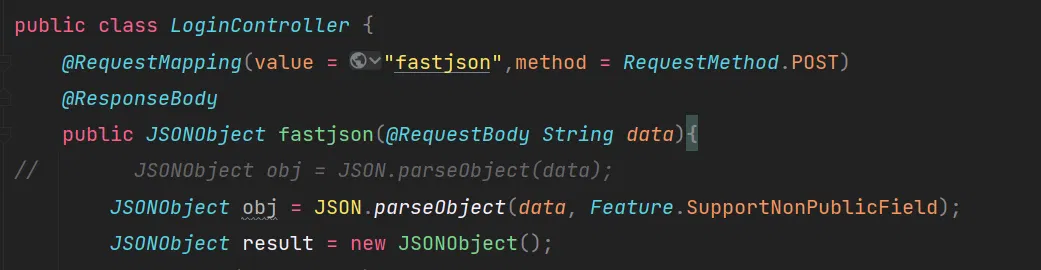 public class LoginController {
@RequestMapping(value = "fastjson",method = RequestMethod.POST)
@ResponseBody
public JSONObject fastjson(@RequestBody String data){
// JSONObject obj = JSON.parseObject(data);
JSONObject obj = JSON.parseObject(data, Feature.SupportNonPublicField);
JSONObject result = new JSONObject();